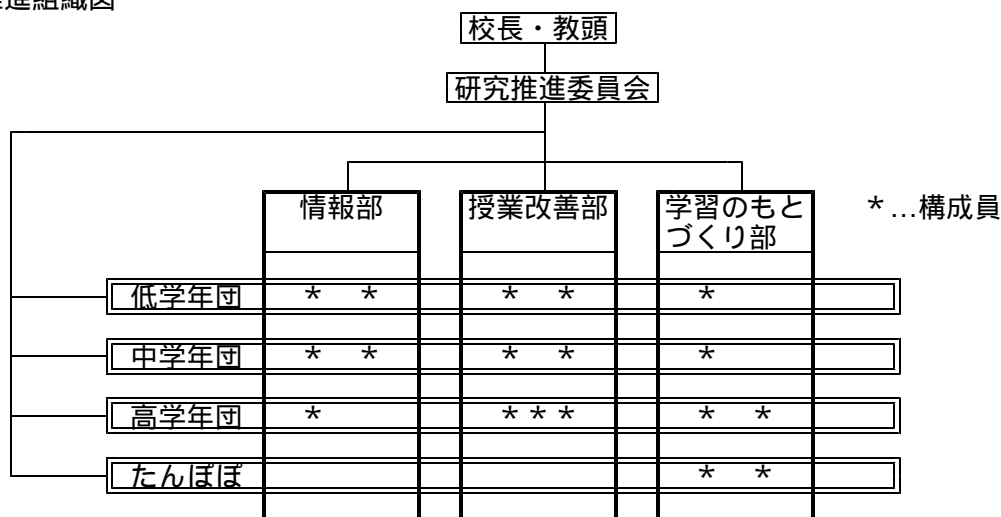 推進組織図
校長・教頭
研究推進委員会
情報部
授業改善部
学習のもと
づくり部
*…構成員
低学年団 * * * * *
中学年団 * * * * *
高学年団 * * * * * *
たんぽぽ * *